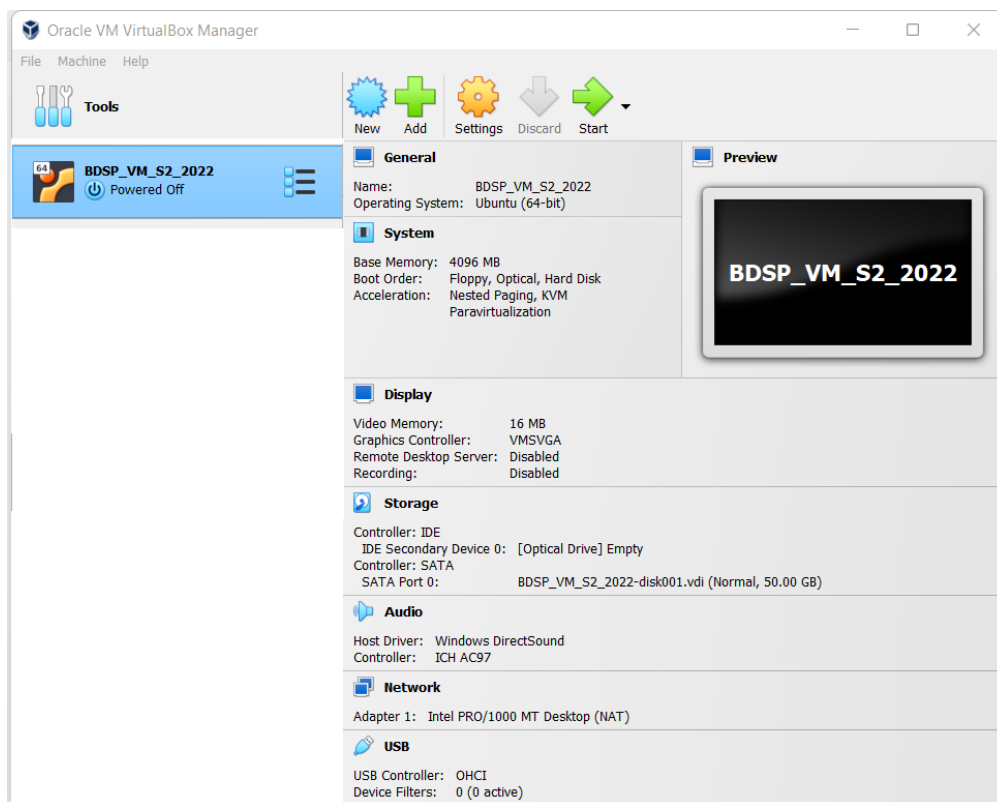 Oracle VM VirtualBox Manager
File Machine Help
Tools
New Add Settings Discard Start
64
BDSP_VM_S2_2022
Powered Off
General
Name: BDSP_VM_S2_2022
Operating System: Ubuntu (64-bit)
System
Base Memory: 4096 MB
Boot Order: Floppy, Optical, Hard Disk
Acceleration: Nested Paging, KVM
Paravirtualization
Preview
BDSP_VM_S2_2022
Display
Video Memory: 16 MB
Graphics Controller: VMSVGA
Remote Desktop Server: Disabled
Recording: Disabled
Storage
Controller: IDE
IDE Secondary Device 0: [Optical Drive] Empty
Controller: SATA
SATA Port 0: BDSP_VM_S2_2022-disk001.vdi (Normal, 50.00 GB)
Audio
Host Driver: Windows DirectSound
Controller: ICH AC97
Network
Adapter 1: Intel PRO/1000 MT Desktop (NAT)
USB
USB Controller: OHCI
Device Filters: 0 (0 active)